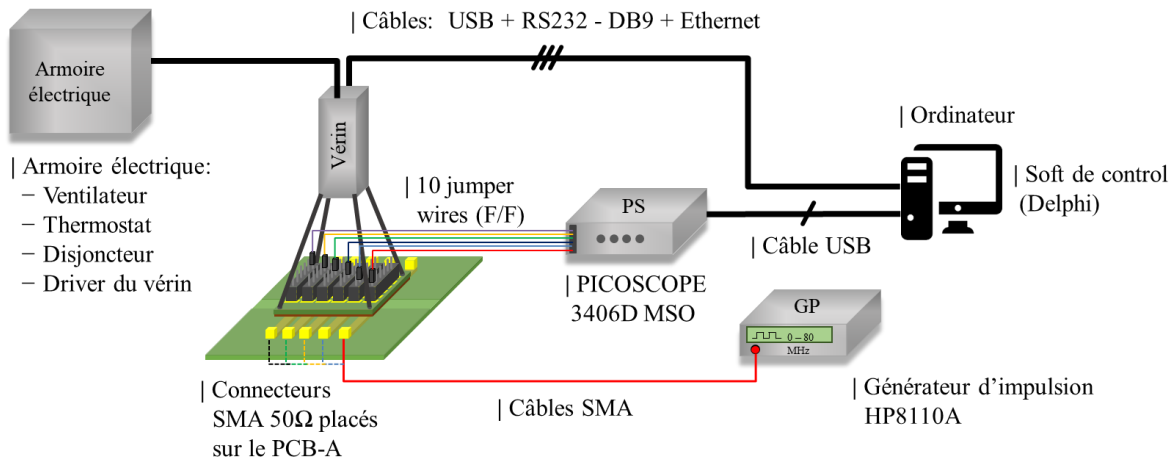 | Câbles: USB + RS232 - DB9 + Ethernet
Armoire
électrique
Vérin
| Ordinateur
| Armoire électrique:
− Ventilateur
− Thermostat
− Disjoncteur
− Driver du vérin
| 10 jumper
wires (F/F)
PS
| Soft de control
(Delphi)
| Câble USB
| PICOSCOPE
3406D MSO
GP
0 – 80
MHz
| Connecteurs
SMA 50Ω placés
sur le PCB-A
| Câbles SMA
| Générateur d’impulsion
HP8110A